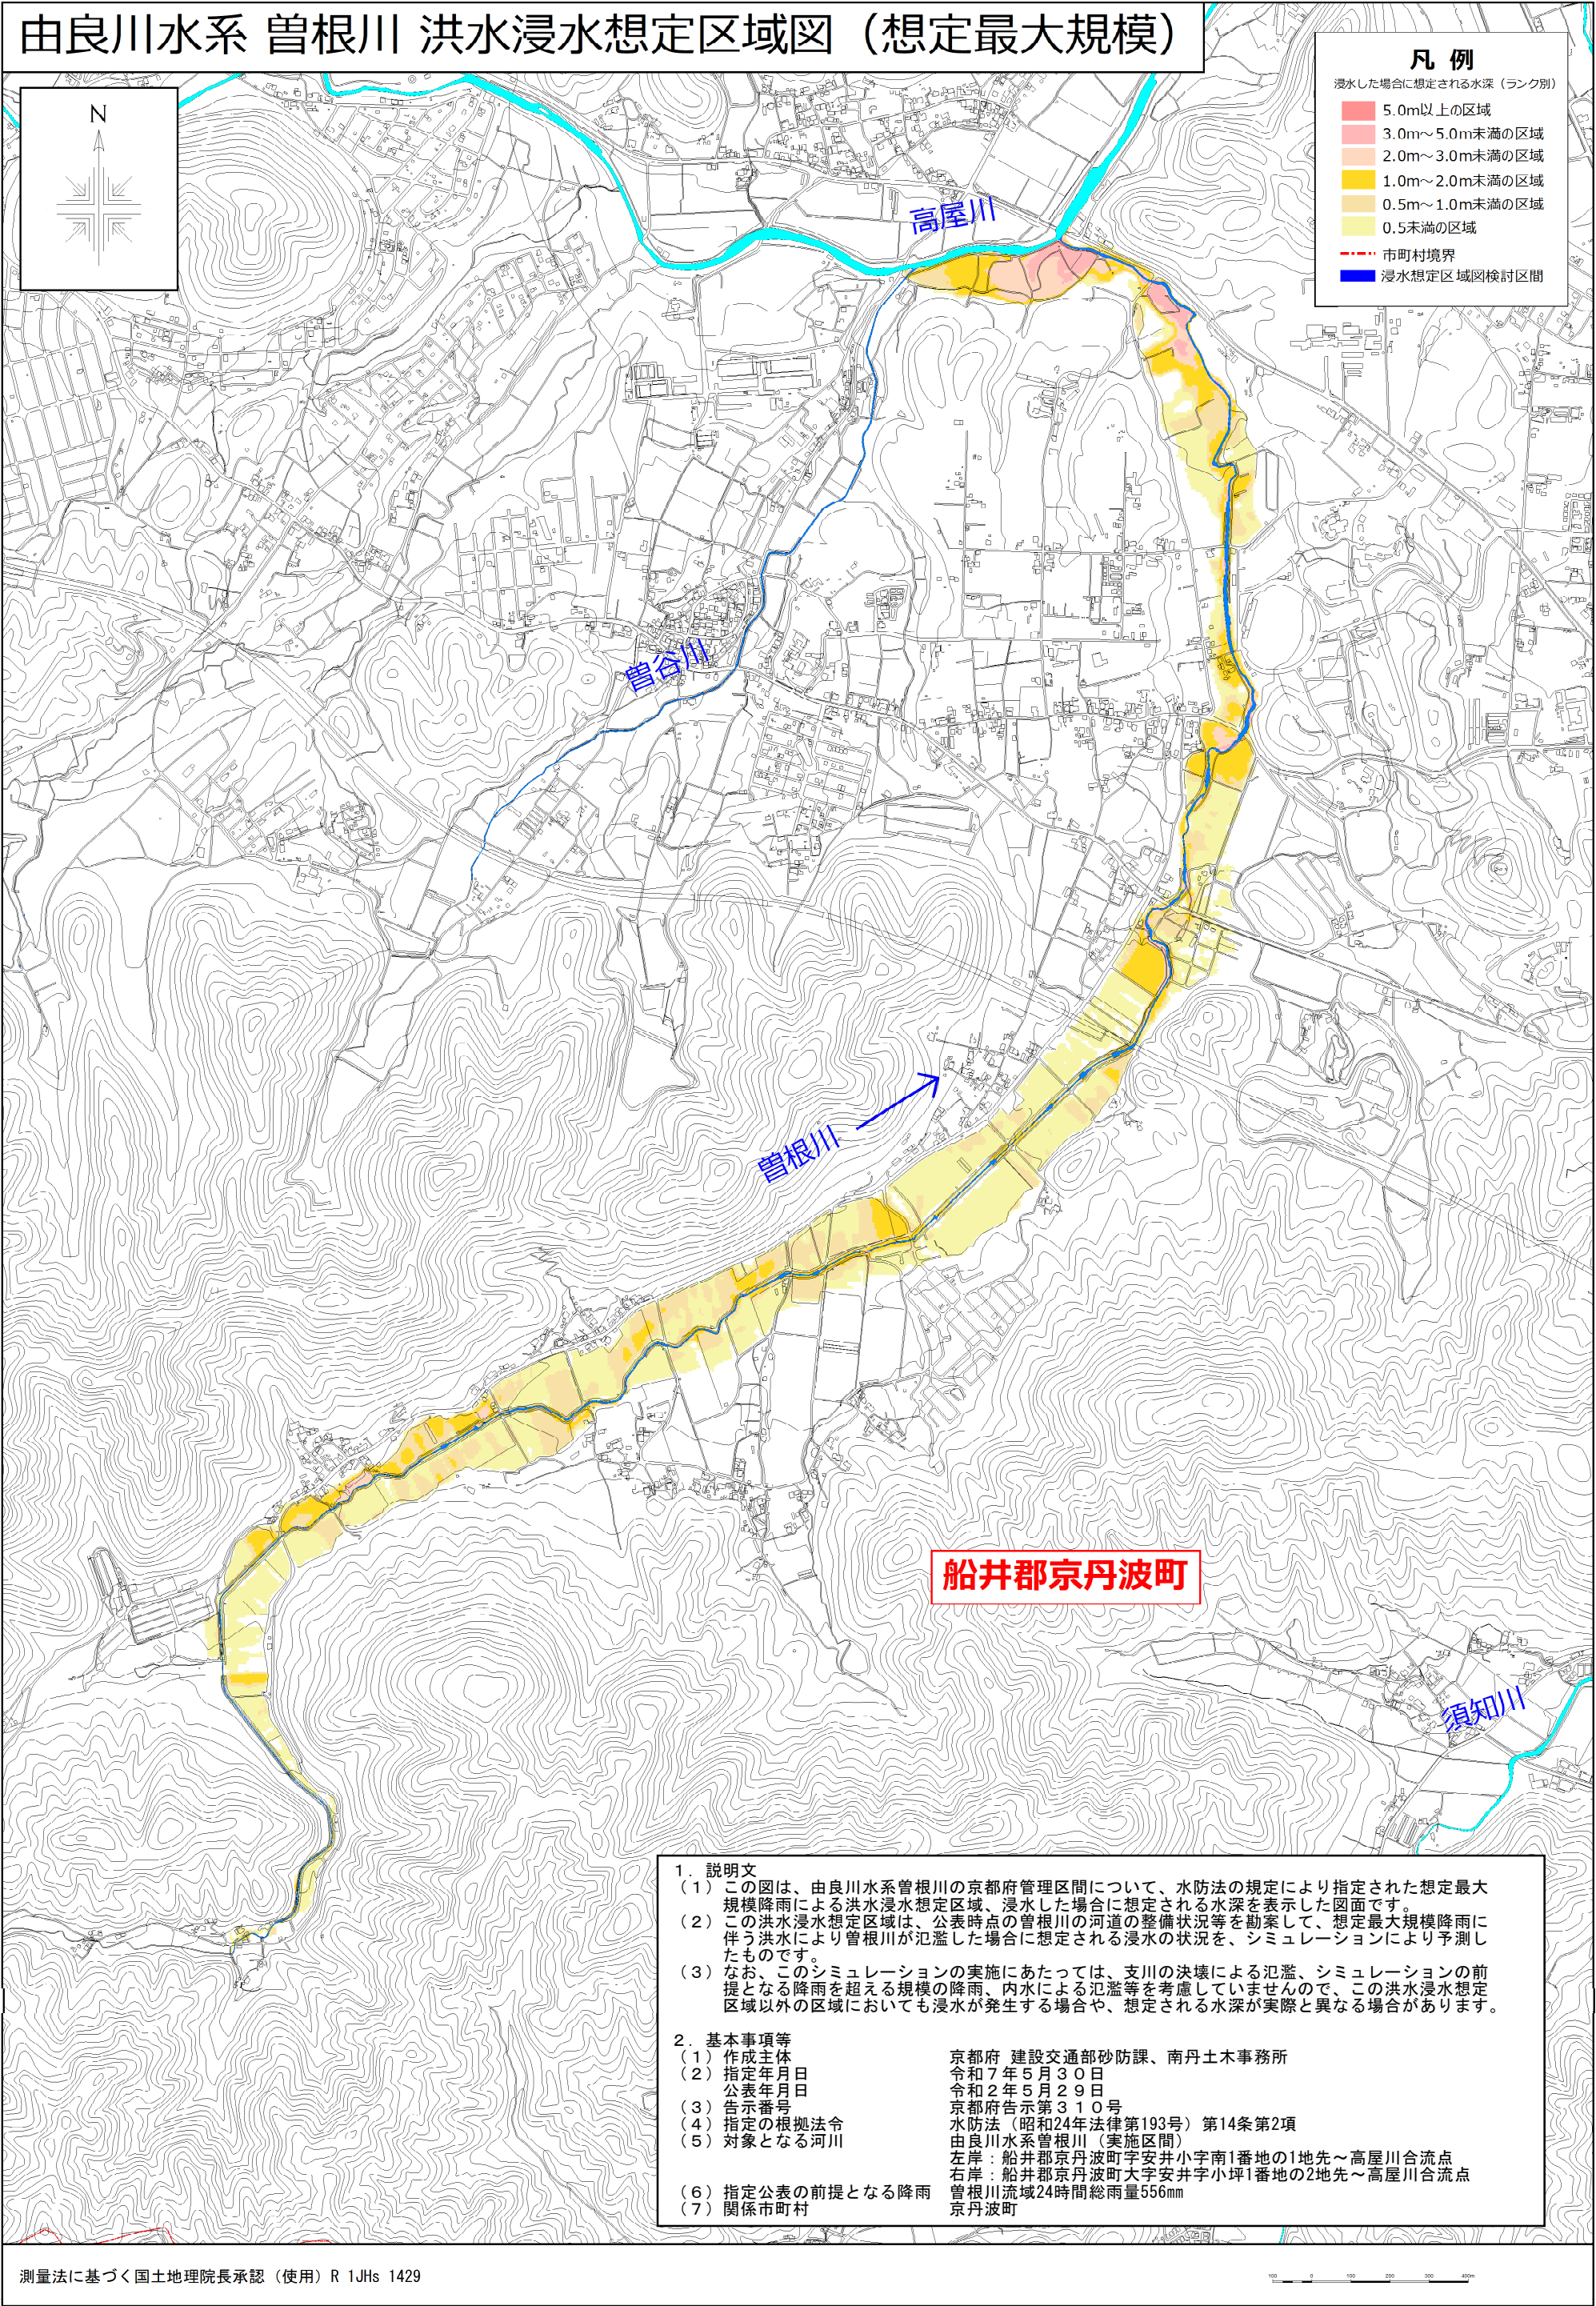 由良川水系 曽根川 洪水浸水想定区域図（想定最大規模）
N
凡 例
浸水した場合に想定される水深（ランク別）
5.0m以上の区域
3.0m～5.0m未満の区域
2.0m～3.0m未満の区域
1.0m～2.0m未満の区域
0.5m～1.0m未満の区域
0.5未満の区域
市町村境界
浸水想定区域図検討区間
高屋川
曽谷川
曽根川
船井郡京丹波町
須知川
1．説明文
（1）この図は、由良川水系曽根川の京都府管理区間について、水防法の規定により指定された想定最大
規模降雨による洪水浸水想定区域、浸水した場合に想定される水深を表示した図面です。
（2）この洪水浸水想定区域は、公表時点の曽根川の河道の整備状況等を勘案して、想定最大規模降雨に
伴う洪水により曽根川が氾濫した場合に想定される浸水の状況を、シミュレーションにより予測し
たものです。
（3）なお、このシミュレーションの実施にあたっては、支川の決壊による氾濫、シミュレーションの前
提となる降雨を超える規模の降雨、内水による氾濫等を考慮していませんので、この洪水浸水想定
区域以外の区域においても浸水が発生する場合や、想定される水深が実際と異なる場合があります。
2．基本事項等
（1）作成主体 京都府 建設交通部砂防課、南丹土木事務所
（2）指定年月日 令和7年5月30日
公表年月日 令和2年5月29日
（3）告示番号 京都府告示第310号
（4）指定の根拠法令 水防法（昭和24年法律第193号）第14条第2項
（5）対象となる河川 由良川水系曽根川（実施区間）
左岸：船井郡京丹波町字安井小字南1番地の1地先～高屋川合流点
右岸：船井郡京丹波町大字安井字小坪1番地の2地先～高屋川合流点
（6）指定公表の前提となる降雨 曽根川流域24時間総雨量556mm
（7）関係市町村 京丹波町
測量法に基づく国土地理院長承認（使用）R 1JHs 1429
100 0 100 200 300 400m